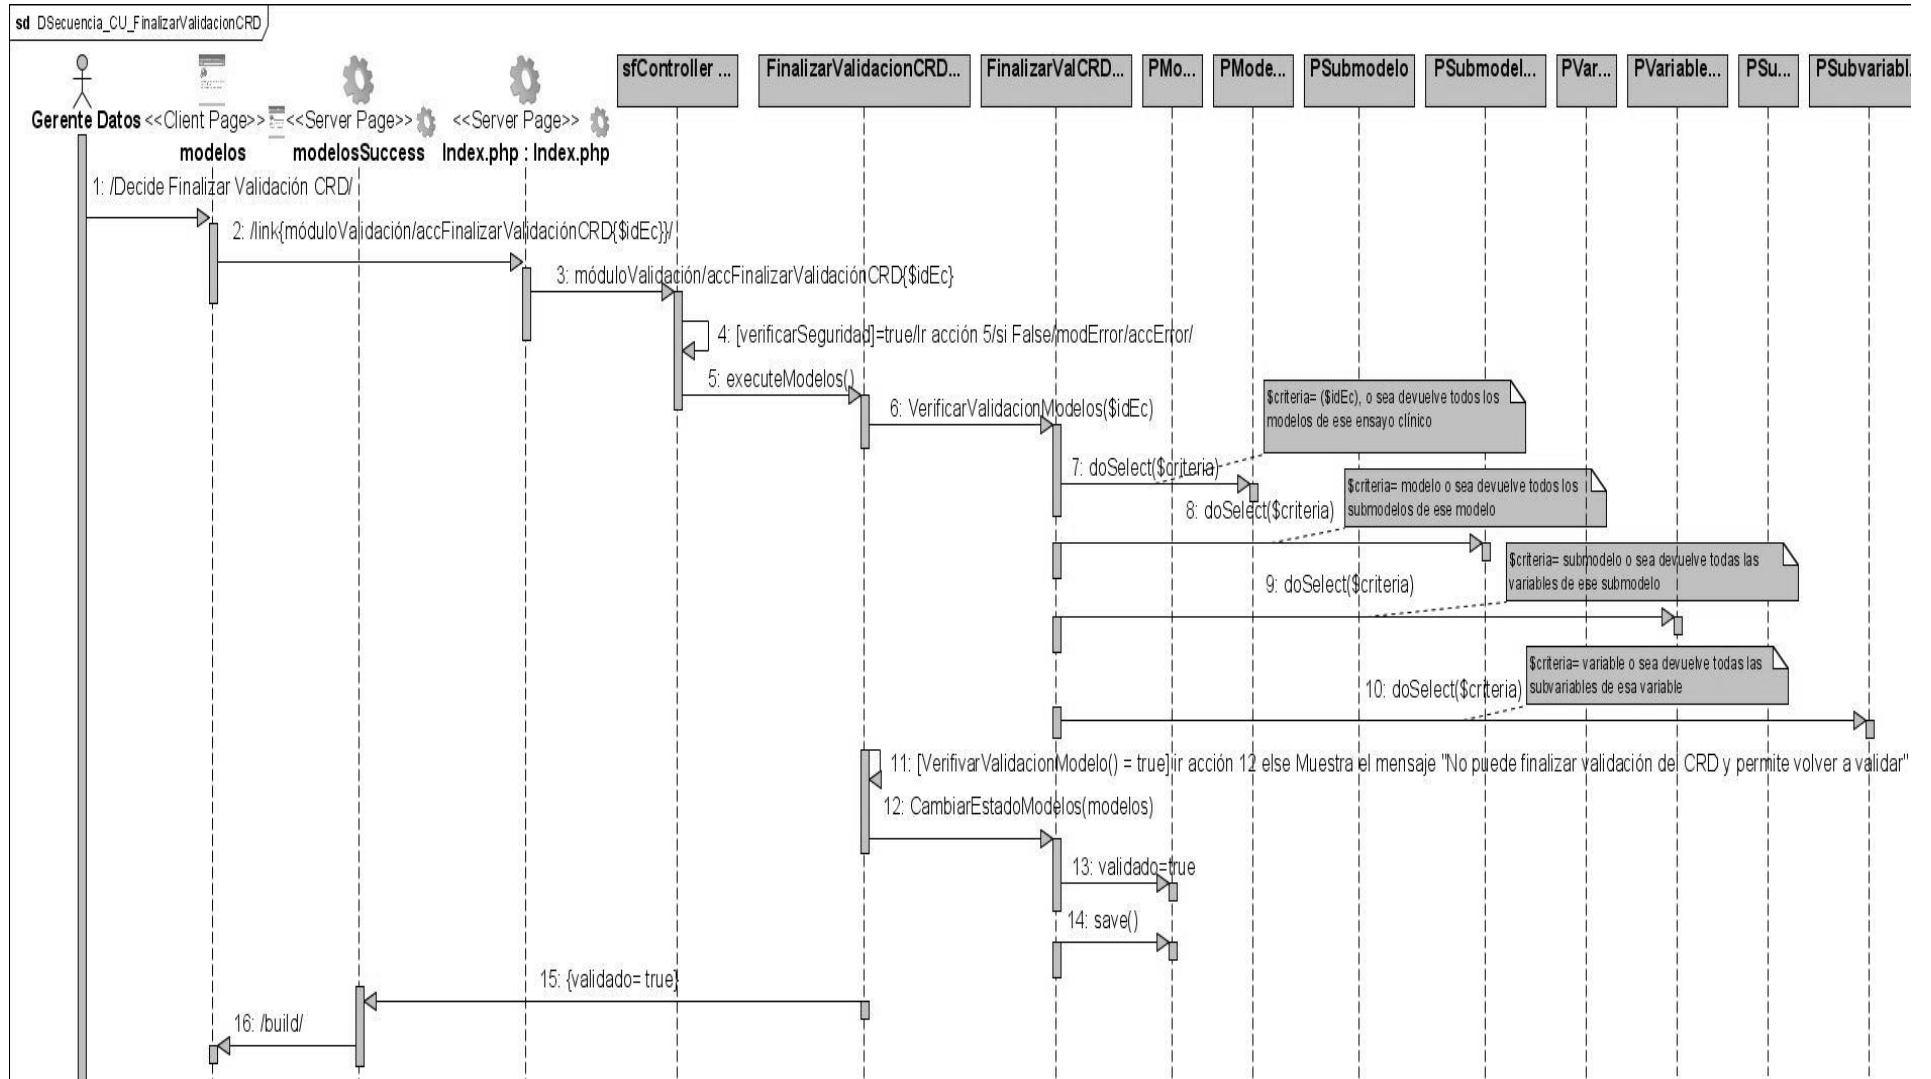 sd DSecuencia_CU_FinalizarValidacionCRD
sfController ...
FinalizarValidacionCRD...
FinalizarValCRD...
PMo...
PMode...
PSubmodelo
PSubmodel...
PVar...
PVariable...
PSu...
PSubvariabl.
Gerente Datos
<<Client Page>>
modelos
<<Server Page>>
modelosSuccess
<<Server Page>>
Index.php : Index.php
1: /Decide Finalizar Validación CRD/
2: /link{móduloValidación/accFinalizarValidaciónCRD{$idEc}}/
3: móduloValidación/accFinalizarValidaciónCRD{$idEc}
4: [verificarSeguridad]=true/Ir acción 5/si False/modError/accError/
5: executeModelos()
6: VerificarValidacionModelos($idEc)
$criteria= ($idEc), o sea devuelve todos los
modelos de ese ensayo clínico
7: doSelect($criteria)
$criteria= modelo o sea devuelve todos los
submodelos de ese modelo
8: doSelect($criteria)
$criteria= submodelo o sea devuelve todas las
variables de ese submodelo
9: doSelect($criteria)
$criteria= variable o sea devuelve todas las
subvariables de esa variable
10: doSelect($criteria)
11: [VerifivarValidacionModelo() = true] ir acción 12 else Muestra el mensaje "No puede finalizar validación del CRD y permite volver a validar"
12: CambiarEstadoModelos(modelos)
13: validado=true
14: save()
15: {validado= true}
16: /build/